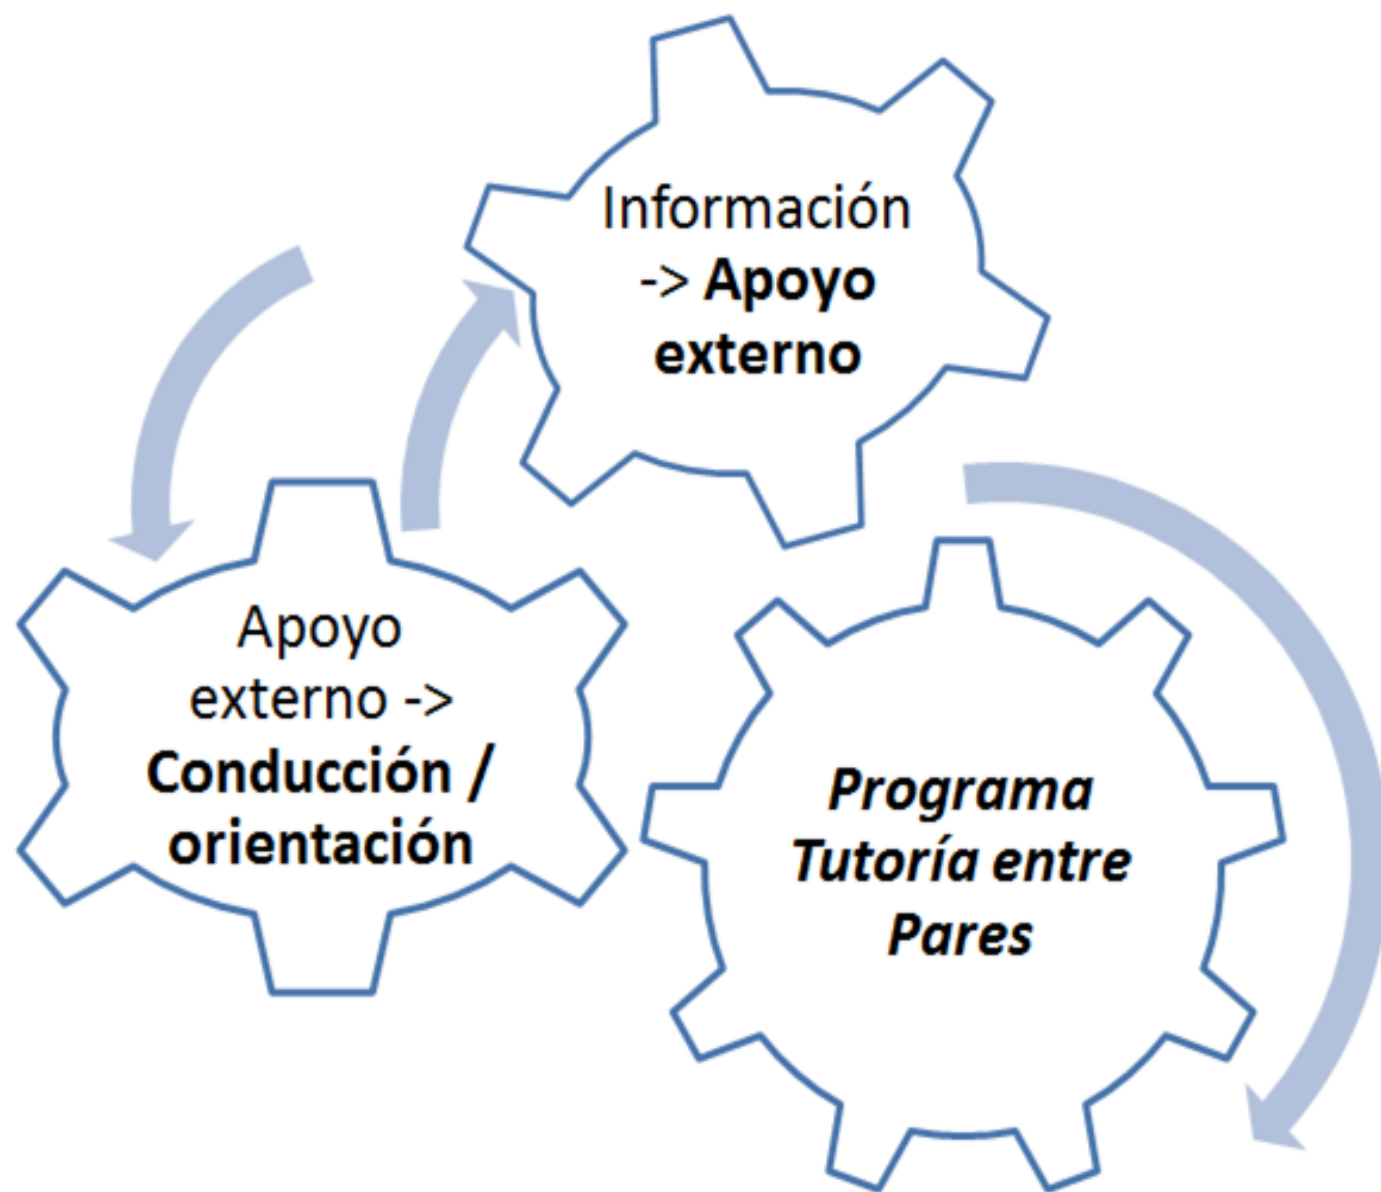 Información
-> Apoyo
externo
Apoyo
externo ->
Conducción /
orientación
Programa
Tutoría entre
Pares